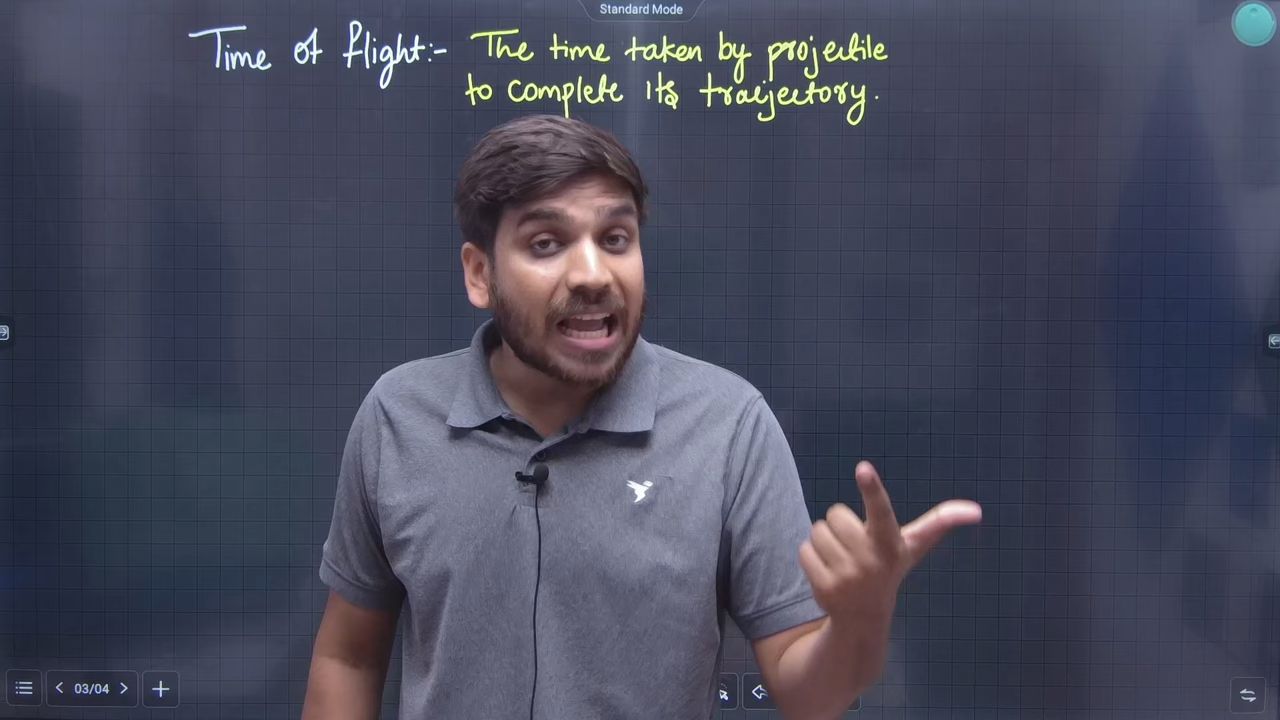 Standard Mode
Time of flight:- The time taken by projectile
to complete its trajectory.
03/04